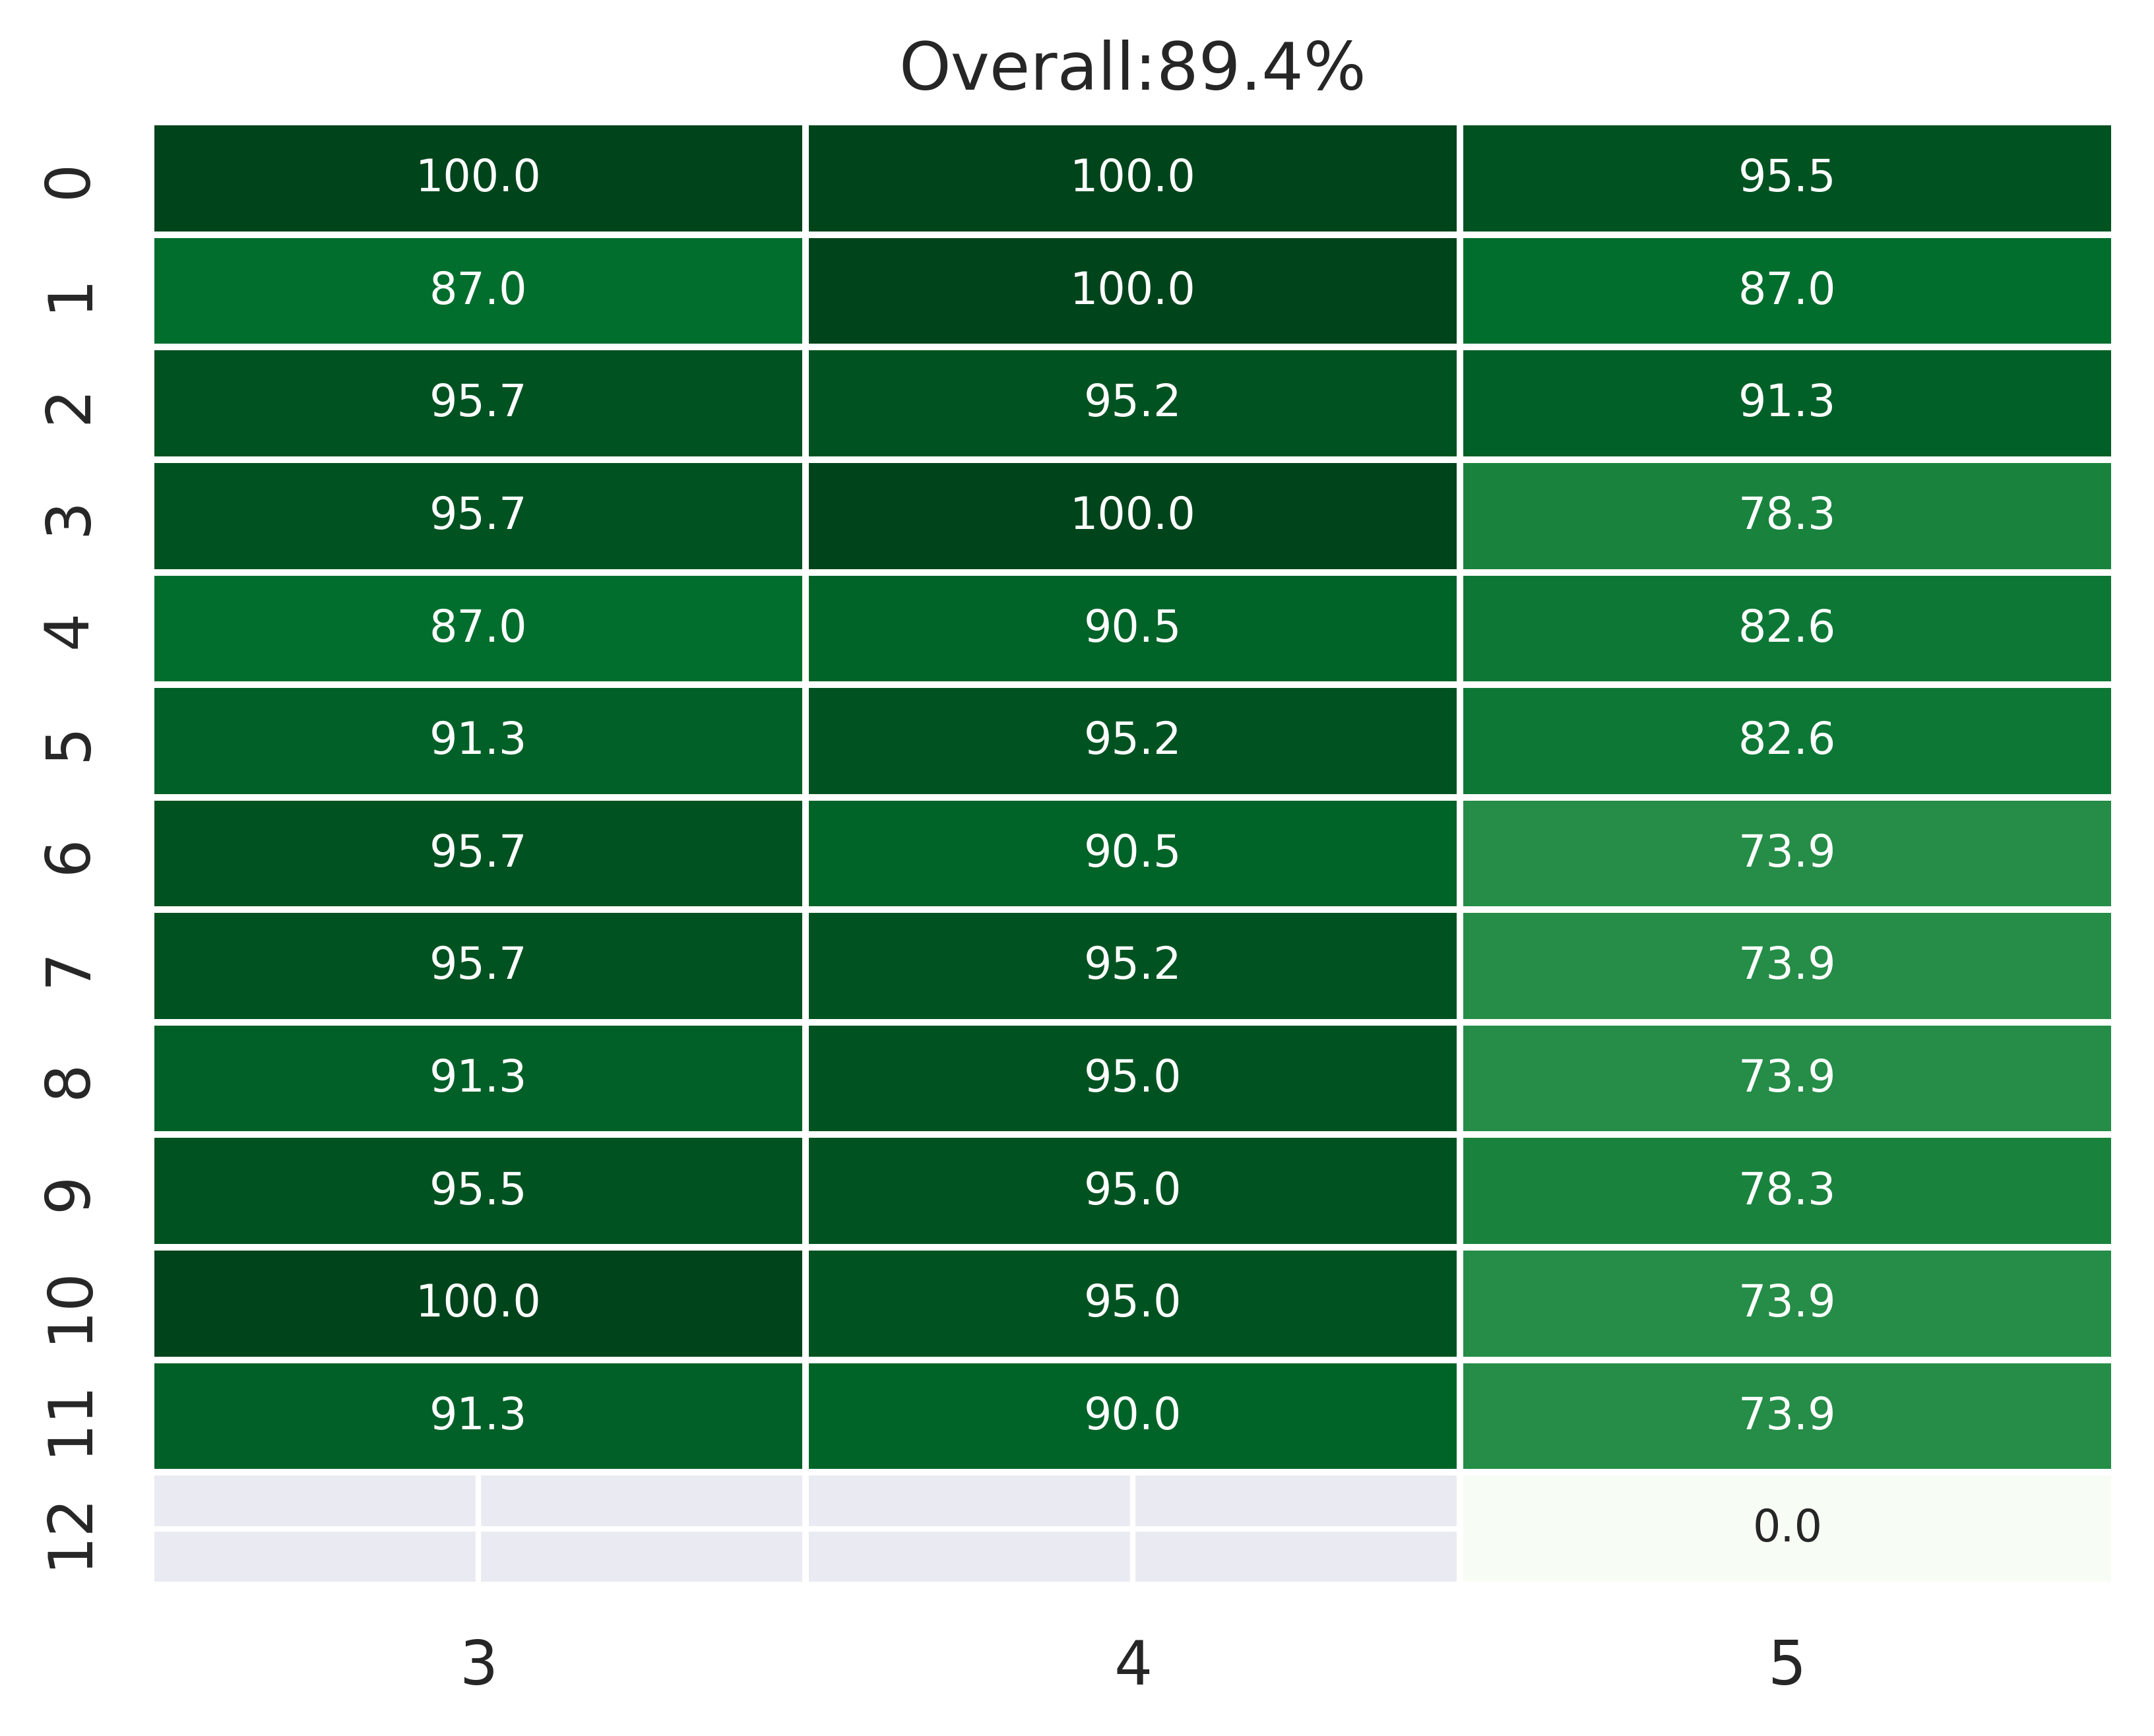 Overall:89.4%
0 100.0 100.0 95.5
1 87.0 100.0 87.0
2 95.7 95.2 91.3
3 95.7 100.0 78.3
4 87.0 90.5 82.6
5 91.3 95.2 82.6
6 95.7 90.5 73.9
7 95.7 95.2 73.9
8 91.3 95.0 73.9
9 95.5 95.0 78.3
10 100.0 95.0 73.9
11 91.3 90.0 73.9
12 0.0
3 4 5